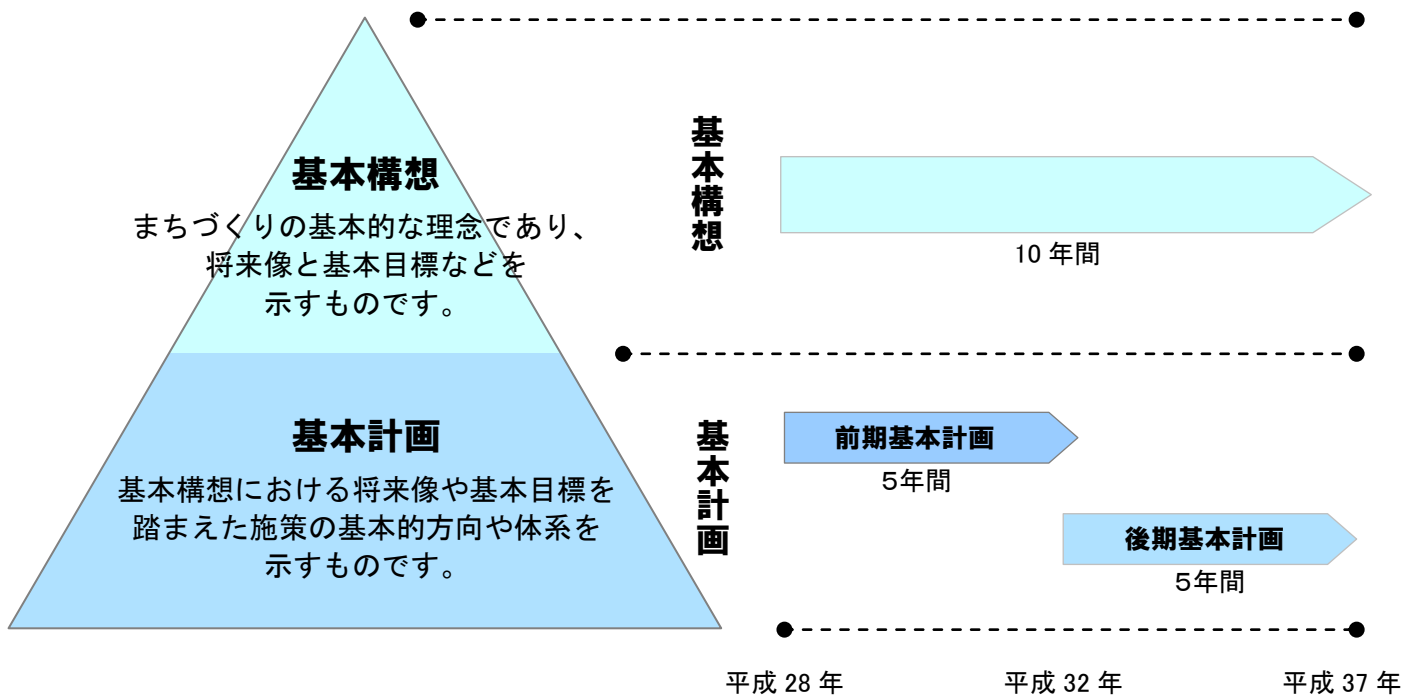 基本構想
まちづくりの基本的な理念であり、
将来像と基本目標などを
示すものです。
基本構想
10 年間
基本計画
基本構想における将来像や基本目標を
踏まえた施策の基本的方向や体系を
示すものです。
基本計画
前期基本計画
5年間
後期基本計画
5年間
平成 28 年
平成 32 年
平成 37 年